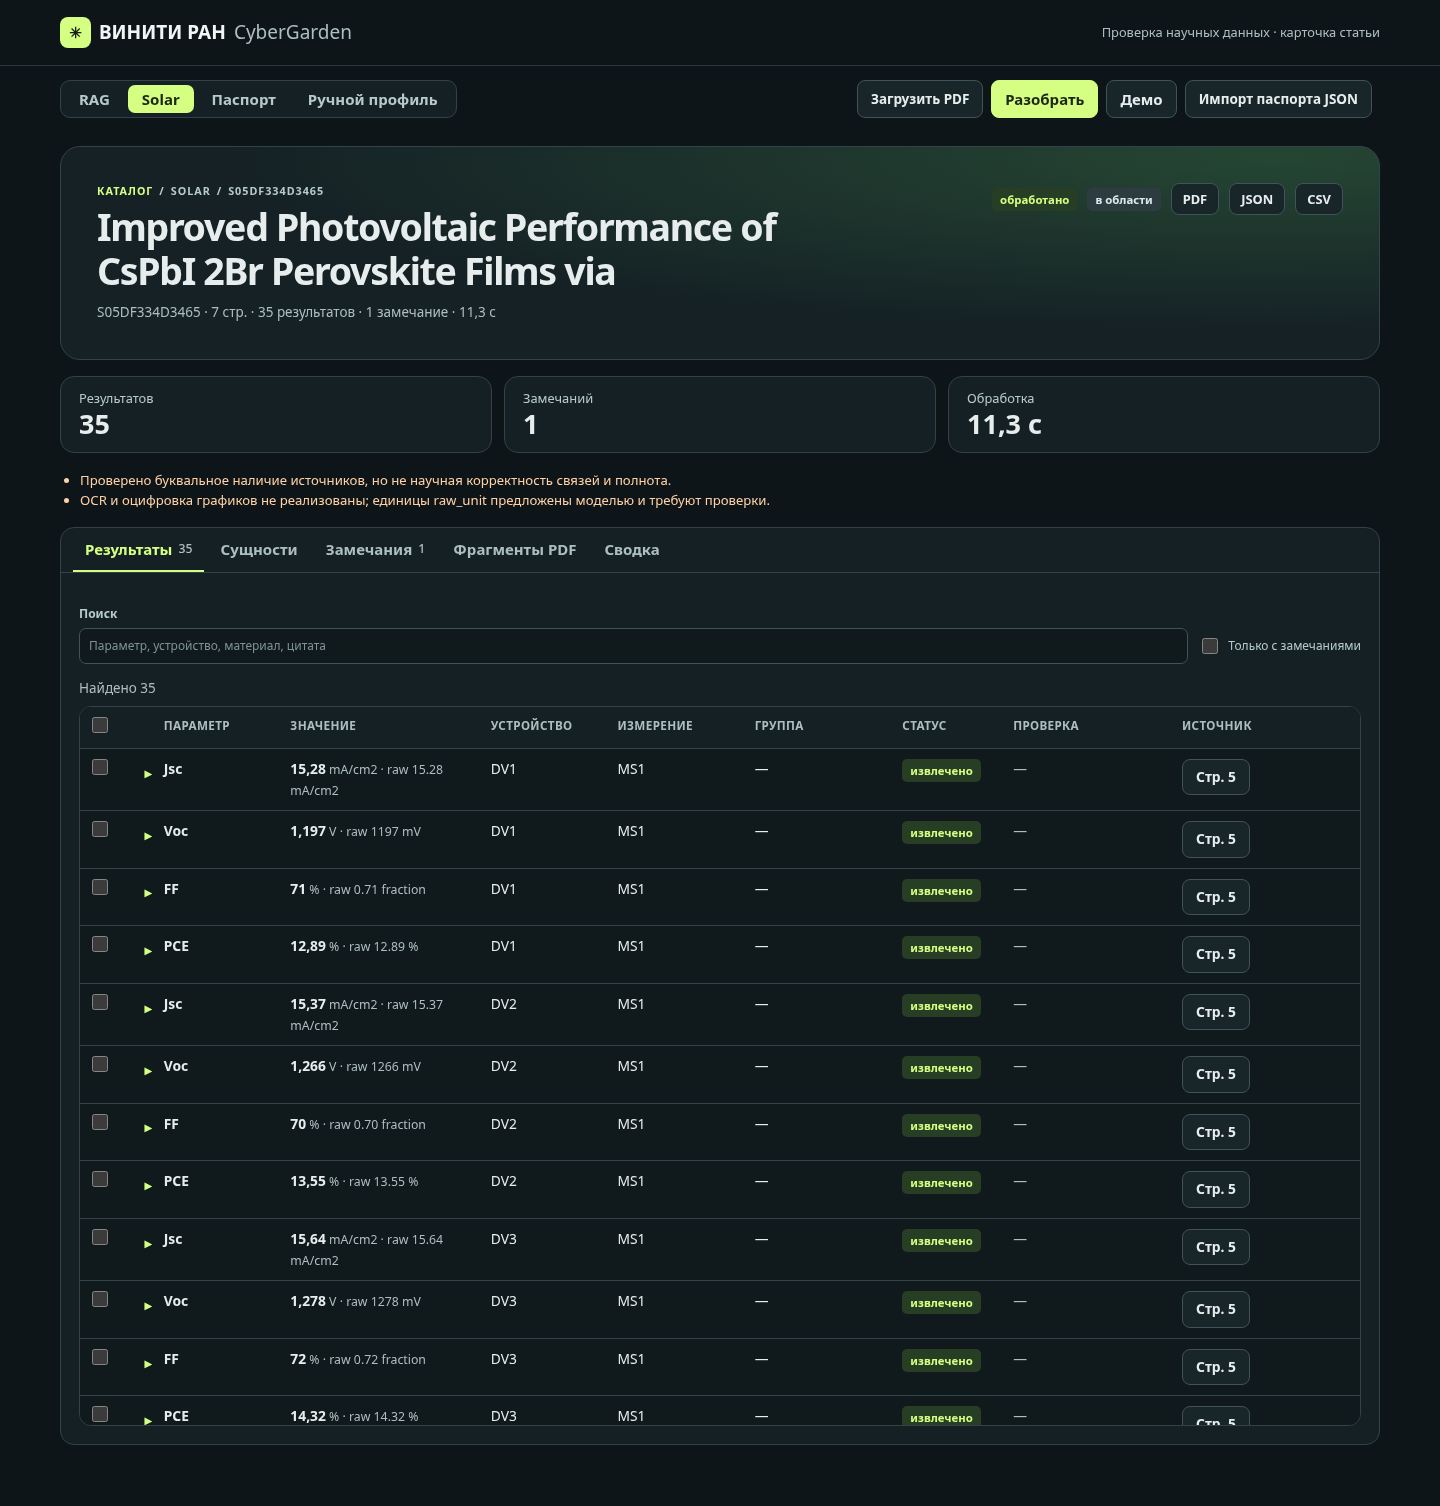 ✳ ВИНИТИ РАН CyberGarden
Проверка научных данных · карточка статьи
RAG Solar Паспорт Ручной профиль
Загрузить PDF Разобрать Демо Импорт паспорта JSON
КАТАЛОГ / SOLAR / S05DF334D3465
обработано в области PDF JSON CSV
Improved Photovoltaic Performance of
CsPbI 2Br Perovskite Films via
S05DF334D3465 · 7 стр. · 35 результатов · 1 замечание · 11,3 с
Результатов
35
Замечаний
1
Обработка
11,3 с
Проверено буквальное наличие источников, но не научная корректность связей и полнота.
OCR и оцифровка графиков не реализованы; единицы raw_unit предложены моделью и требуют проверки.
Результаты 35 Сущности Замечания 1 Фрагменты PDF Сводка
Поиск
Параметр, устройство, материал, цитата
Только с замечаниями
Найдено 35
ПАРАМЕТР ЗНАЧЕНИЕ УСТРОЙСТВО ИЗМЕРЕНИЕ ГРУППА СТАТУС ПРОВЕРКА ИСТОЧНИК
▸ Jsc 15,28 mA/cm2 · raw 15.28 DV1 MS1 — извлечено — Стр. 5
mA/cm2
▸ Voc 1,197 V · raw 1197 mV DV1 MS1 — извлечено — Стр. 5
▸ FF 71 % · raw 0.71 fraction DV1 MS1 — извлечено — Стр. 5
▸ PCE 12,89 % · raw 12.89 % DV1 MS1 — извлечено — Стр. 5
▸ Jsc 15,37 mA/cm2 · raw 15.37 DV2 MS1 — извлечено — Стр. 5
mA/cm2
▸ Voc 1,266 V · raw 1266 mV DV2 MS1 — извлечено — Стр. 5
▸ FF 70 % · raw 0.70 fraction DV2 MS1 — извлечено — Стр. 5
▸ PCE 13,55 % · raw 13.55 % DV2 MS1 — извлечено — Стр. 5
▸ Jsc 15,64 mA/cm2 · raw 15.64 DV3 MS1 — извлечено — Стр. 5
mA/cm2
▸ Voc 1,278 V · raw 1278 mV DV3 MS1 — извлечено — Стр. 5
▸ FF 72 % · raw 0.72 fraction DV3 MS1 — извлечено — Стр. 5
▸ PCE 14,32 % · raw 14.32 % DV3 MS1 — извлечено — Стр. 5